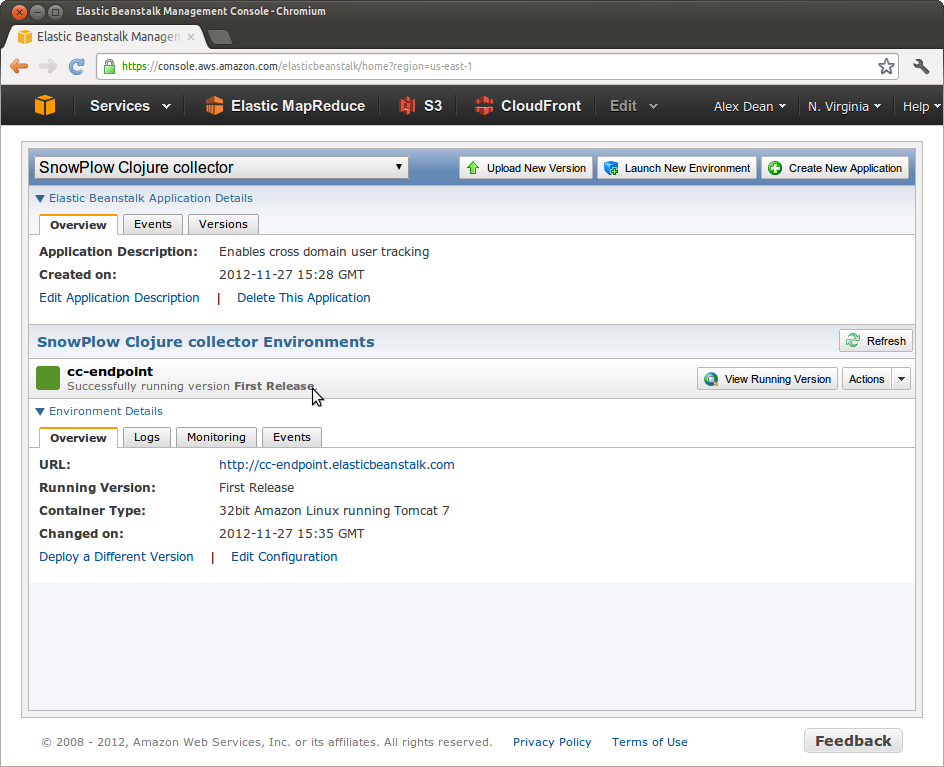 Elastic Beanstalk Management Console - Chromium
Elastic Beanstalk Managem
https://console.aws.amazon.com/elasticbeanstalk/home?region=us-east-1
Services Elastic MapReduce S3 CloudFront Edit Alex Dean N. Virginia Help
SnowPlow Clojure collector Upload New Version Launch New Environment Create New Application
Elastic Beanstalk Application Details
Overview Events Versions
Application Description: Enables cross domain user tracking
Created on: 2012-11-27 15:28 GMT
Edit Application Description | Delete This Application
SnowPlow Clojure collector Environments Refresh
cc-endpoint
Successfully running version First Release. View Running Version Actions
Environment Details
Overview Logs Monitoring Events
URL: http://cc-endpoint.elasticbeanstalk.com
Running Version: First Release
Container Type: 32bit Amazon Linux running Tomcat 7
Changed on: 2012-11-27 15:35 GMT
Deploy a Different Version | Edit Configuration
© 2008 - 2012, Amazon Web Services, Inc. or its affiliates. All rights reserved. Privacy Policy Terms of Use Feedback